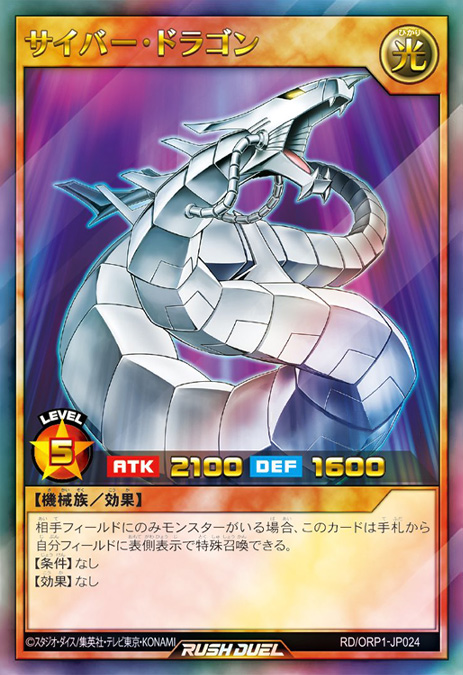 サイバー・ドラゴン
ひかり
光
LEVEL
5
ATK 2100 DEF 1600
【機械族／効果】
相手フィールドにのみモンスターがいる場合、このカードは手札から
自分フィールドに表側表示で特殊召喚できる。
【条件】なし
【効果】なし
©スタジオ・ダイス/集英社・テレビ東京・KONAMI
RUSH DUEL
RD/ORP1-JP024